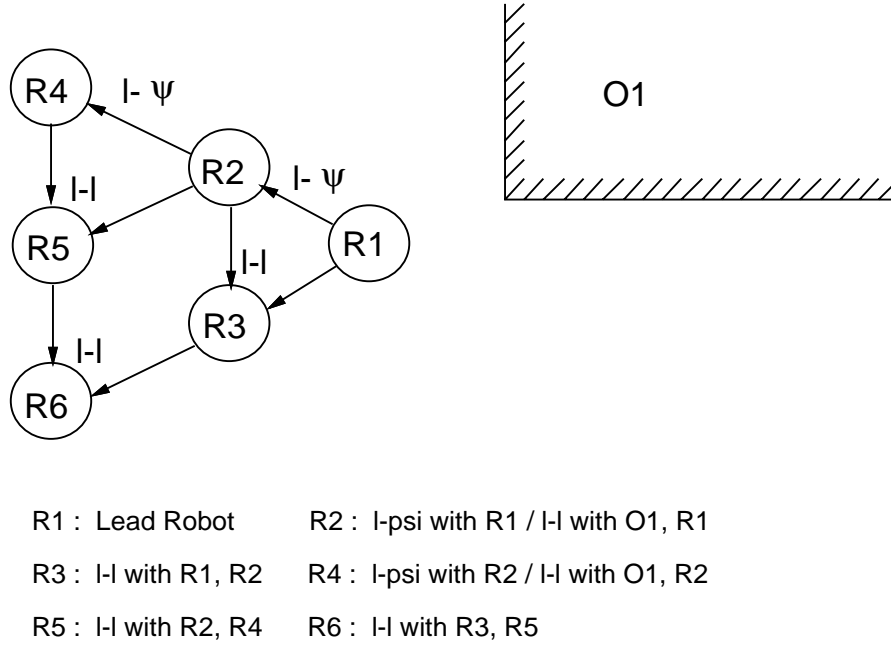 R4
l- ψ
O1
R2
l- ψ
l-l
R5
R1
l-l
R3
l-l
R6
R1 : Lead Robot
R2 : l-psi with R1 / l-l with O1, R1
R3 : l-l with R1, R2
R4 : l-psi with R2 / l-l with O1, R2
R5 : l-l with R2, R4
R6 : l-l with R3, R5